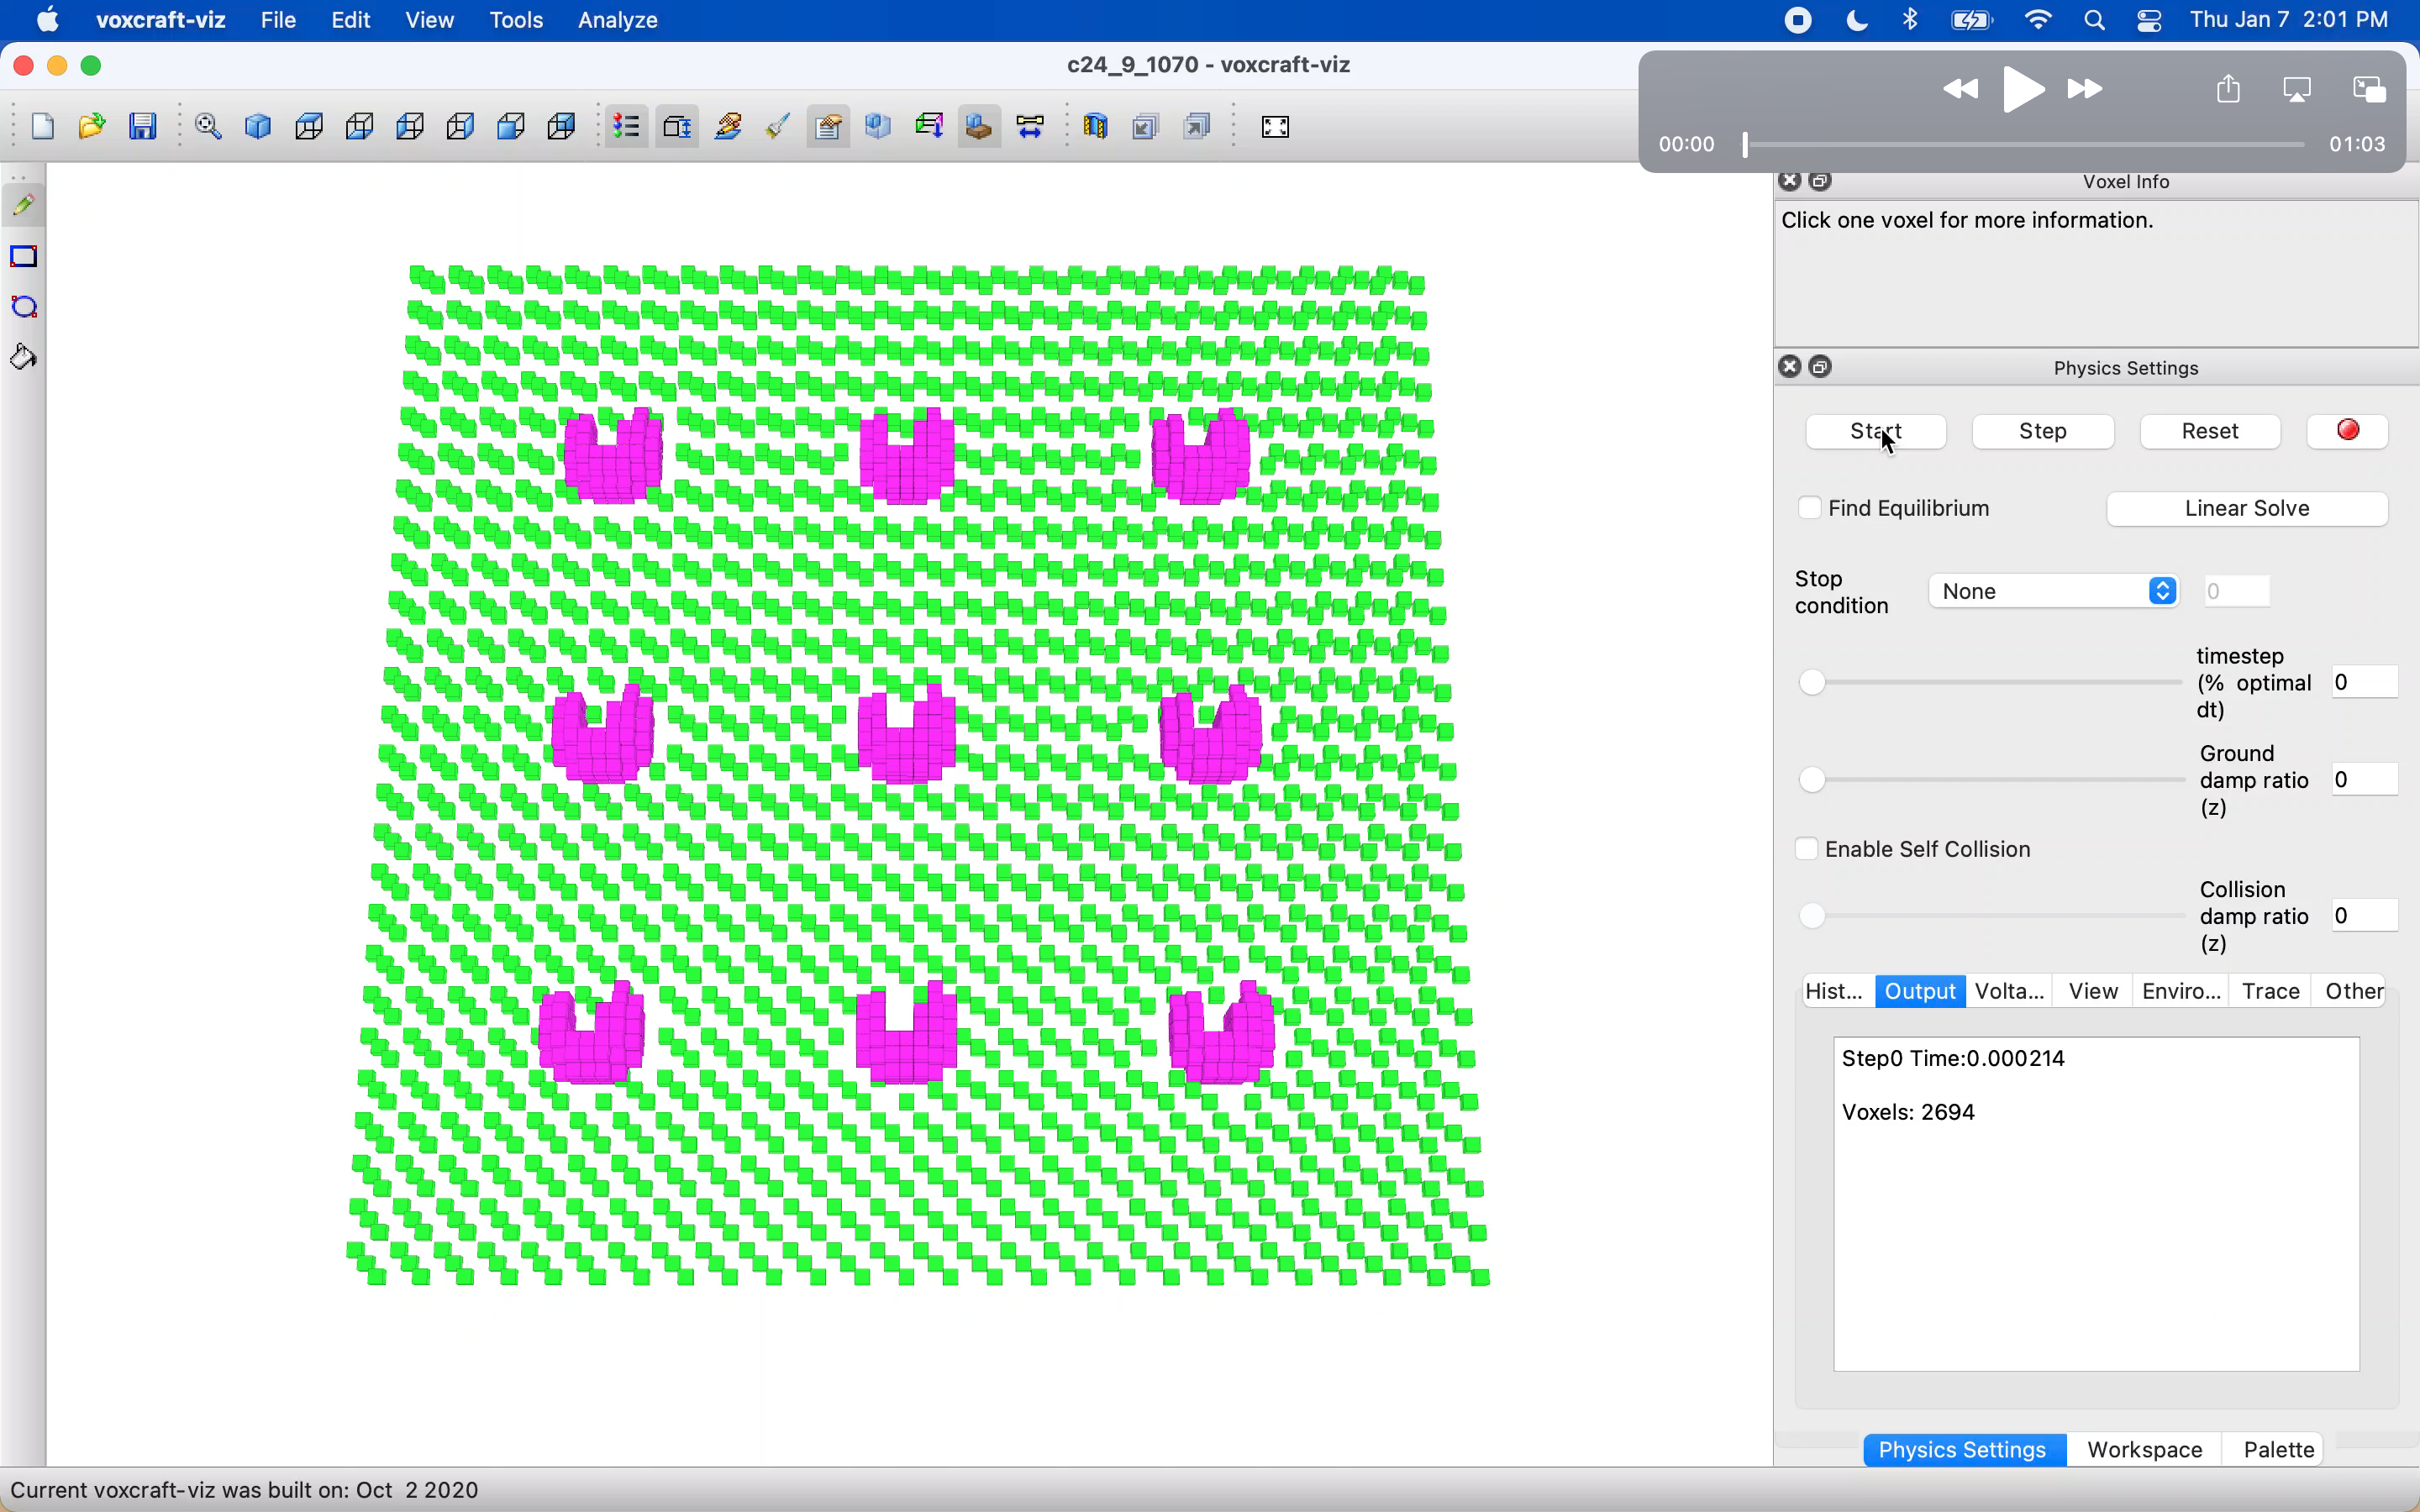 voxcraft-viz File Edit View Tools Analyze Thu Jan 7 2:01 PM
c24_9_1070 - voxcraft-viz
00:00 01:03
Voxel Info
Click one voxel for more information.
Physics Settings
Start Step Reset
Find Equilibrium Linear Solve
Stop
condition
None
0
timestep
(% optimal
dt)
0
Ground
damp ratio
(z)
0
Enable Self Collision
Collision
damp ratio
(z)
0
Hist... Output Volta... View Enviro... Trace Other
Step0 Time:0.000214
Voxels: 2694
Physics Settings Workspace Palette
Current voxcraft-viz was built on: Oct 2 2020